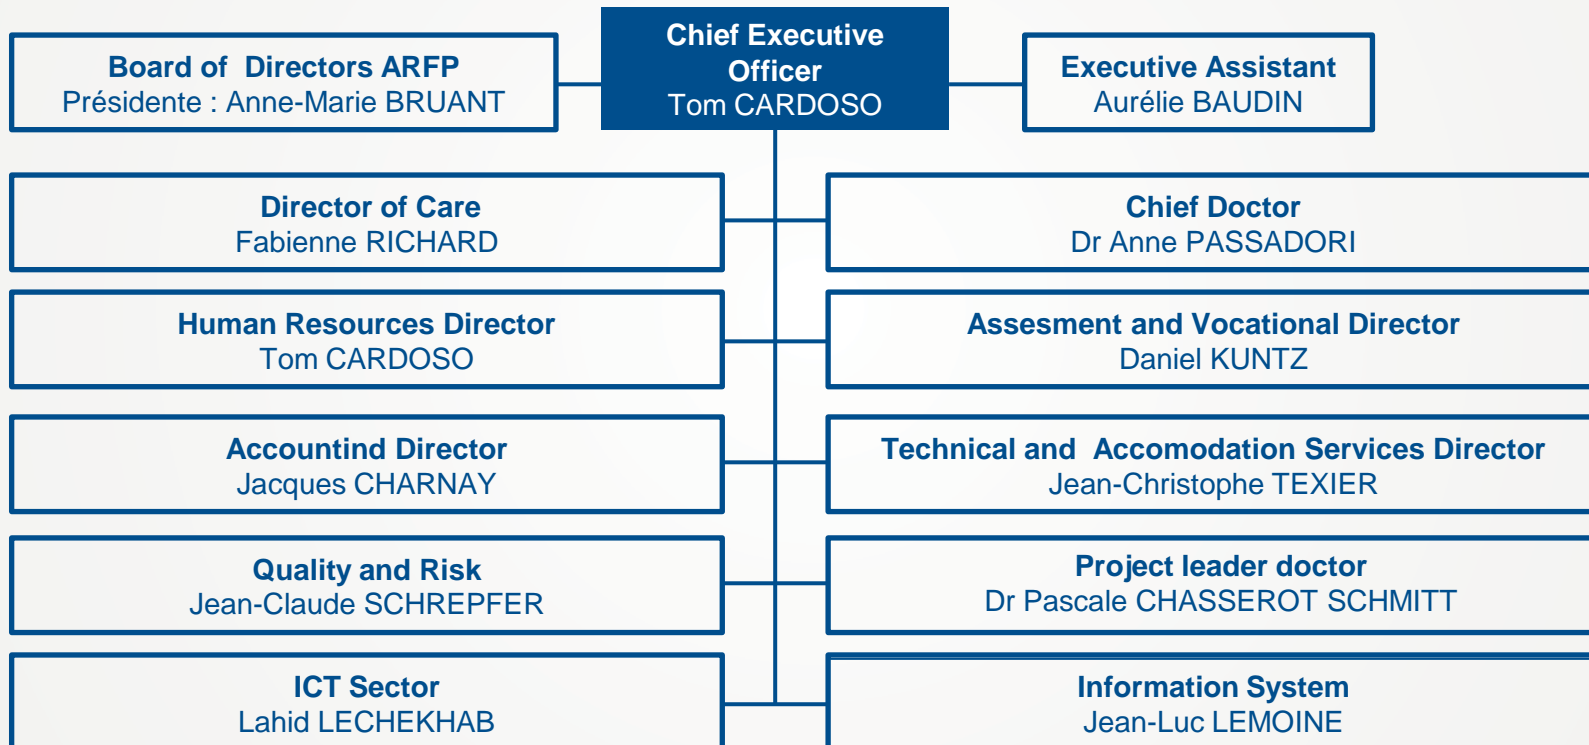 Board of  Directors ARFP
Présidente : Anne-Marie BRUANT
Chief Executive
Officer
Tom CARDOSO
Executive Assistant
Aurélie BAUDIN
Director of Care
Fabienne RICHARD
Chief Doctor
Dr Anne PASSADORI
Human Resources Director
Tom CARDOSO
Assesment and Vocational Director
Daniel KUNTZ
Accountind Director
Jacques CHARNAY
Technical and  Accomodation Services Director
Jean-Christophe TEXIER
Quality and Risk
Jean-Claude SCHREPFER
Project leader doctor
Dr Pascale CHASSEROT SCHMITT
ICT Sector
Lahid LECHEKHAB
Information System
Jean-Luc LEMOINE